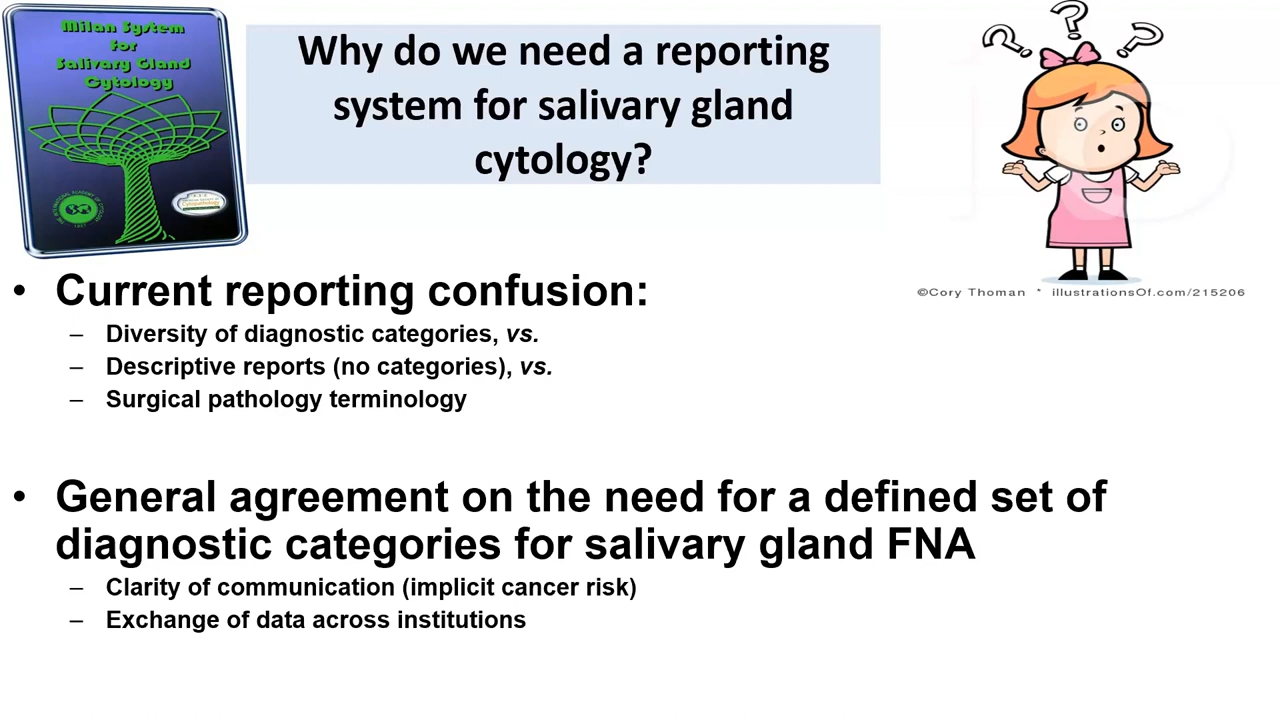 Milan System
for
Salivary Gland
Cytology
Why do we need a reporting
system for salivary gland
cytology?
? ? ?
©Cory Thoman * illustrationsOf.com/215206
• Current reporting confusion:
– Diversity of diagnostic categories, vs.
– Descriptive reports (no categories), vs.
– Surgical pathology terminology
• General agreement on the need for a defined set of
diagnostic categories for salivary gland FNA
– Clarity of communication (implicit cancer risk)
– Exchange of data across institutions